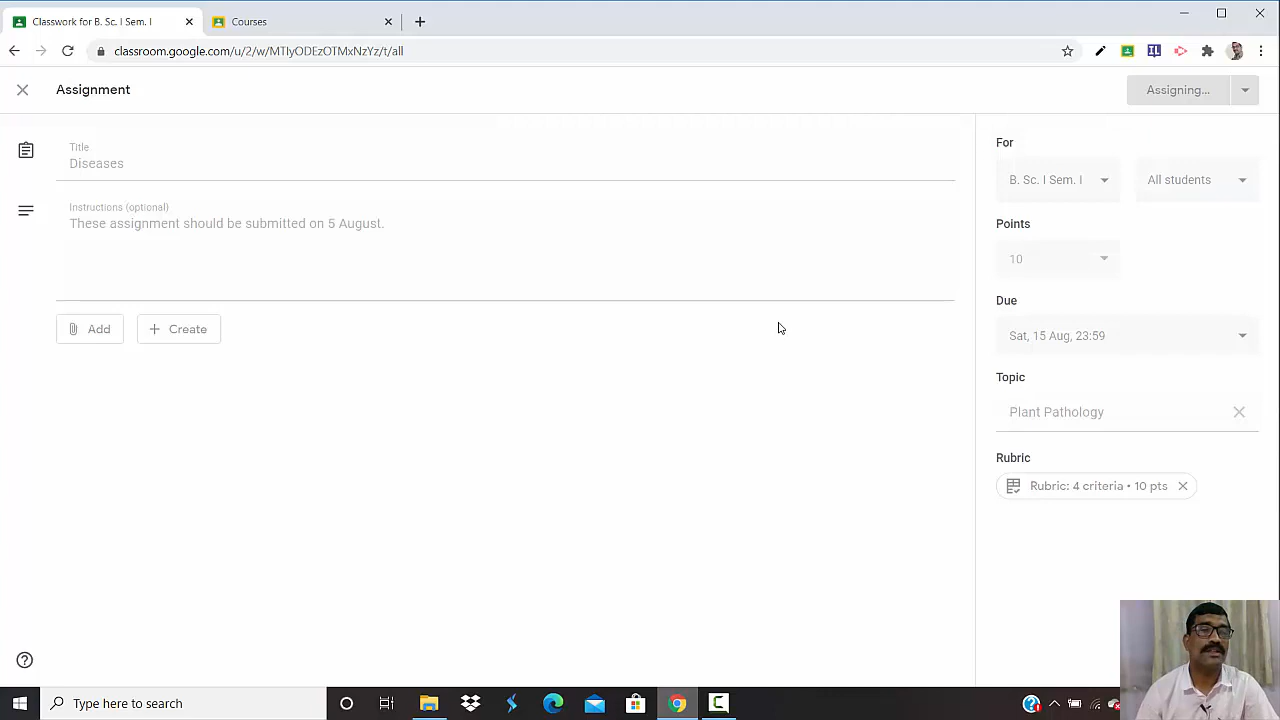 Classwork for B. Sc. I Sem. I
Courses
classroom.google.com/u/2/w/MTIyODEzOTMxNzYz/t/all
IL
Assignment
Assigning...
Title
Diseases
Instructions (optional)
These assignment should be submitted on 5 August.
Add
Create
For
B. Sc. I Sem. I
All students
Points
10
Due
Sat, 15 Aug, 23:59
Topic
Plant Pathology
Rubric
Rubric: 4 criteria • 10 pts
Type here to search